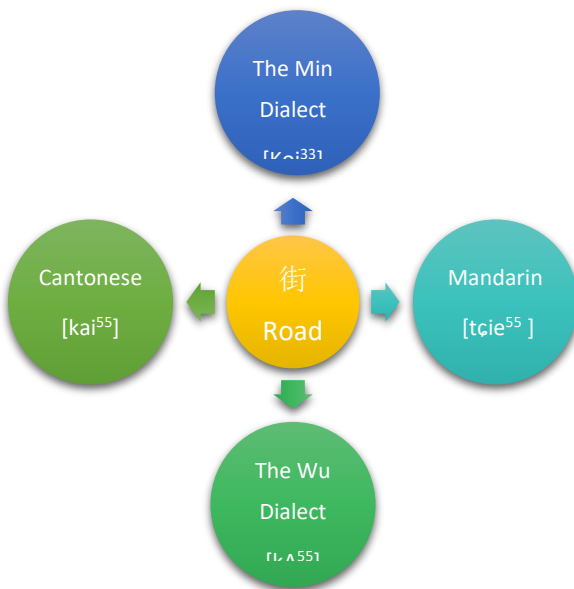 The Min
Dialect
Cantonese
[kai⁵⁵]
街
Road
Mandarin
[tɕie⁵⁵ ]
The Wu
Dialect